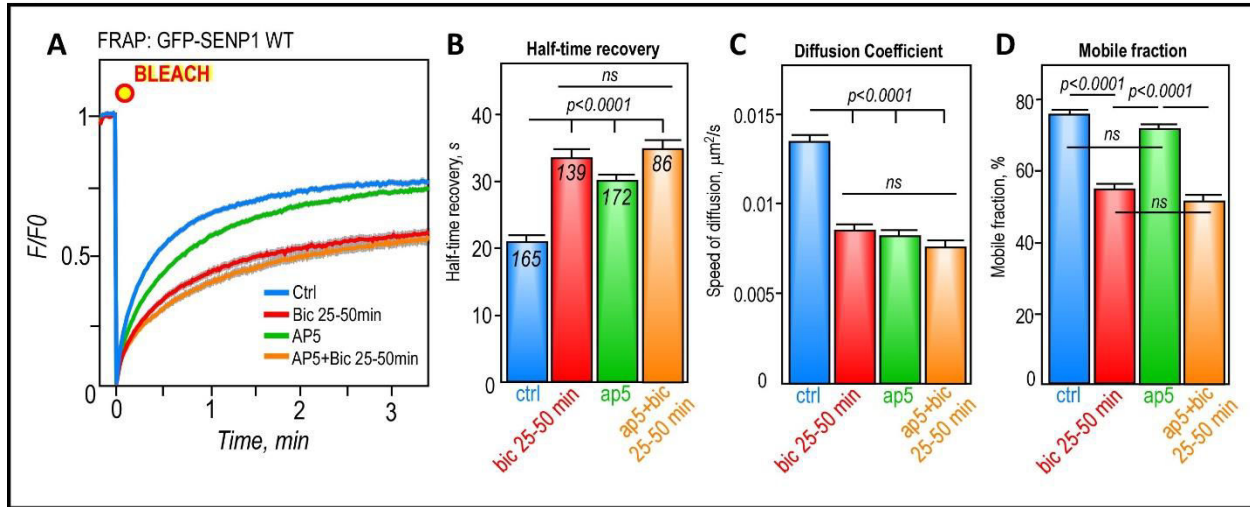 A FRAP: GFP-SENP1 WT
BLEACH
1
0.5
0
F/F0
0 1 2 3
Time, min
Ctrl
Bic 25-50min
AP5
AP5+Bic 25-50min
B Half-time recovery
ns
p<0.0001
40
30
20
10
0
Half-time recovery, s
165
139
172
86
ctrl
bic 25-50 min
ap5
ap5+bic
25-50 min
C Diffusion Coefficient
p<0.0001
ns
0.015
0.01
0.005
0
Speed of diffusion, μm²/s
ctrl
bic 25-50 min
ap5
ap5+bic
25-50 min
D Mobile fraction
p<0.0001 p<0.0001
ns
ns
80
60
40
20
0
Mobile fraction, %
ctrl
bic 25-50 min
ap5
ap5+bic
25-50 min